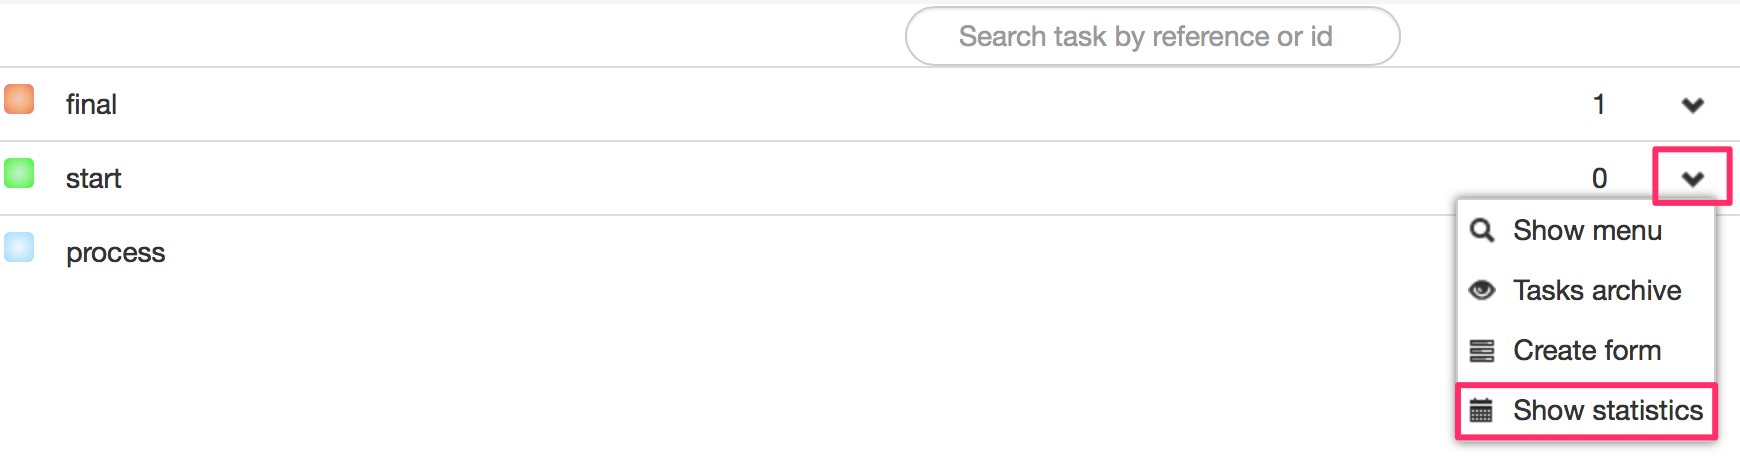 Search task by reference or id
final 1
start 0
process
Show menu
Tasks archive
Create form
Show statistics